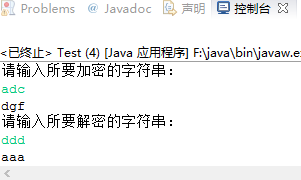 Problems @ Javadoc 声明 控制台
<已终止> Test (4) [Java 应用程序] F:\java\bin\javaw.e
请输入所要加密的字符串：
adc
dgf
请输入所要解密的字符串：
ddd
aaa